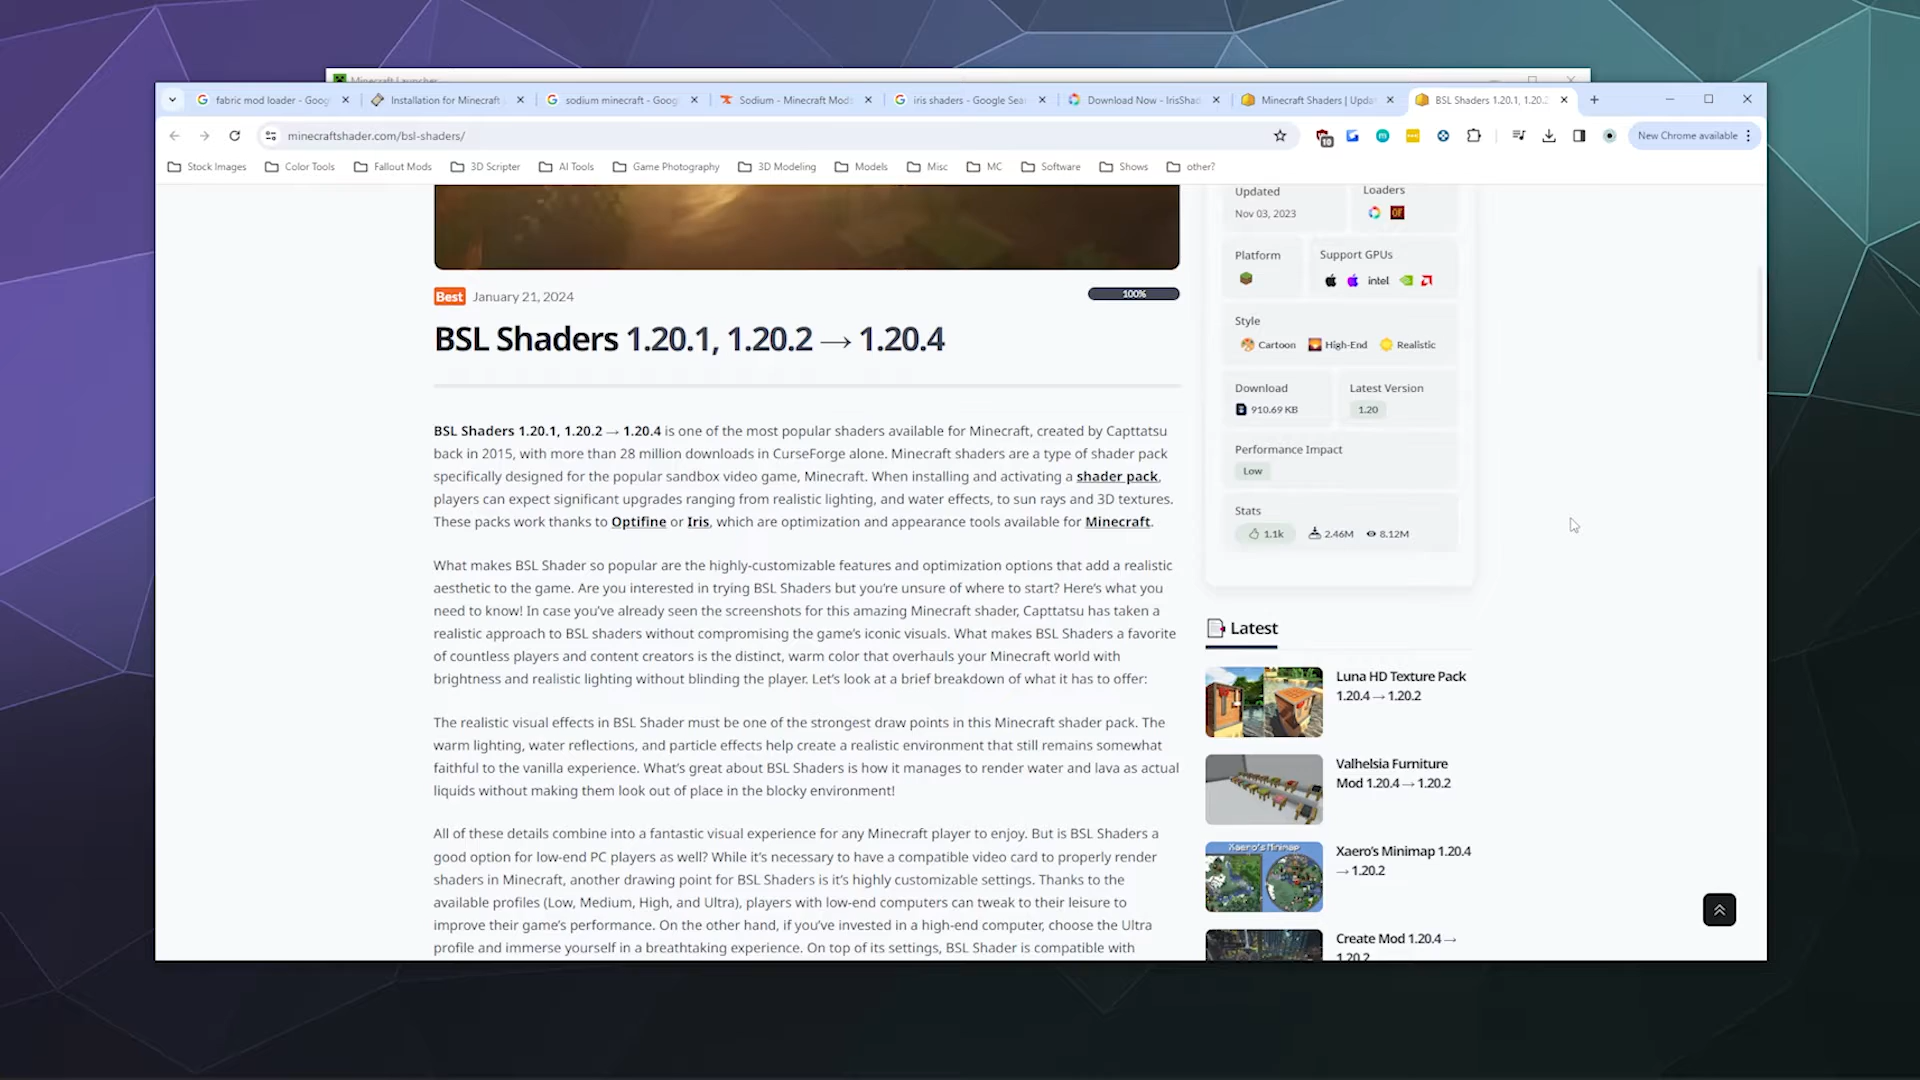 Minecraft Launcher
fabric mod loader - Goog
Installation for Minecraft
sodium minecraft - Goog
Sodium - Minecraft Mods
iris shaders - Google Sea
Download Now - IrisShad
Minecraft Shaders | Upda
BSL Shaders 1.20.1, 1.20.2
minecraftshader.com/bsl-shaders/
10
New Chrome available
Stock Images
Color Tools
Fallout Mods
3D Scripter
AI Tools
Game Photography
3D Modeling
Models
Misc
MC
Software
Shows
other?
Best January 21, 2024
100%
BSL Shaders 1.20.1, 1.20.2 → 1.20.4
BSL Shaders 1.20.1, 1.20.2 → 1.20.4 is one of the most popular shaders available for Minecraft, created by Capttatsu
back in 2015, with more than 28 million downloads in CurseForge alone. Minecraft shaders are a type of shader pack
specifically designed for the popular sandbox video game, Minecraft. When installing and activating a shader pack,
players can expect significant upgrades ranging from realistic lighting, and water effects, to sun rays and 3D textures.
These packs work thanks to Optifine or Iris, which are optimization and appearance tools available for Minecraft.
What makes BSL Shader so popular are the highly-customizable features and optimization options that add a realistic
aesthetic to the game. Are you interested in trying BSL Shaders but you're unsure of where to start? Here's what you
need to know! In case you've already seen the screenshots for this amazing Minecraft shader, Capttatsu has taken a
realistic approach to BSL shaders without compromising the game's iconic visuals. What makes BSL Shaders a favorite
of countless players and content creators is the distinct, warm color that overhauls your Minecraft world with
brightness and realistic lighting without blinding the player. Let's look at a brief breakdown of what it has to offer:
The realistic visual effects in BSL Shader must be one of the strongest draw points in this Minecraft shader pack. The
warm lighting, water reflections, and particle effects help create a realistic environment that still remains somewhat
faithful to the vanilla experience. What's great about BSL Shaders is how it manages to render water and lava as actual
liquids without making them look out of place in the blocky environment!
All of these details combine into a fantastic visual experience for any Minecraft player to enjoy. But is BSL Shaders a
good option for low-end PC players as well? While it's necessary to have a compatible video card to properly render
shaders in Minecraft, another drawing point for BSL Shaders is it's highly customizable settings. Thanks to the
available profiles (Low, Medium, High, and Ultra), players with low-end computers can tweak to their leisure to
improve their game's performance. On the other hand, if you've invested in a high-end computer, choose the Ultra
profile and immerse yourself in a breathtaking experience. On top of its settings, BSL Shader is compatible with
Updated
Nov 03, 2023
Loaders
OF
Platform
Support GPUs
intel
Style
Cartoon High-End Realistic
Download
910.69 KB
Latest Version
1.20
Performance Impact
Low
Stats
1.1k 2.46M 8.12M
Latest
Luna HD Texture Pack
1.20.4 → 1.20.2
Valhelsia Furniture
Mod 1.20.4 → 1.20.2
Xaero's Minimap
Xaero's Minimap 1.20.4
→ 1.20.2
Create Mod 1.20.4 →
1.20.2